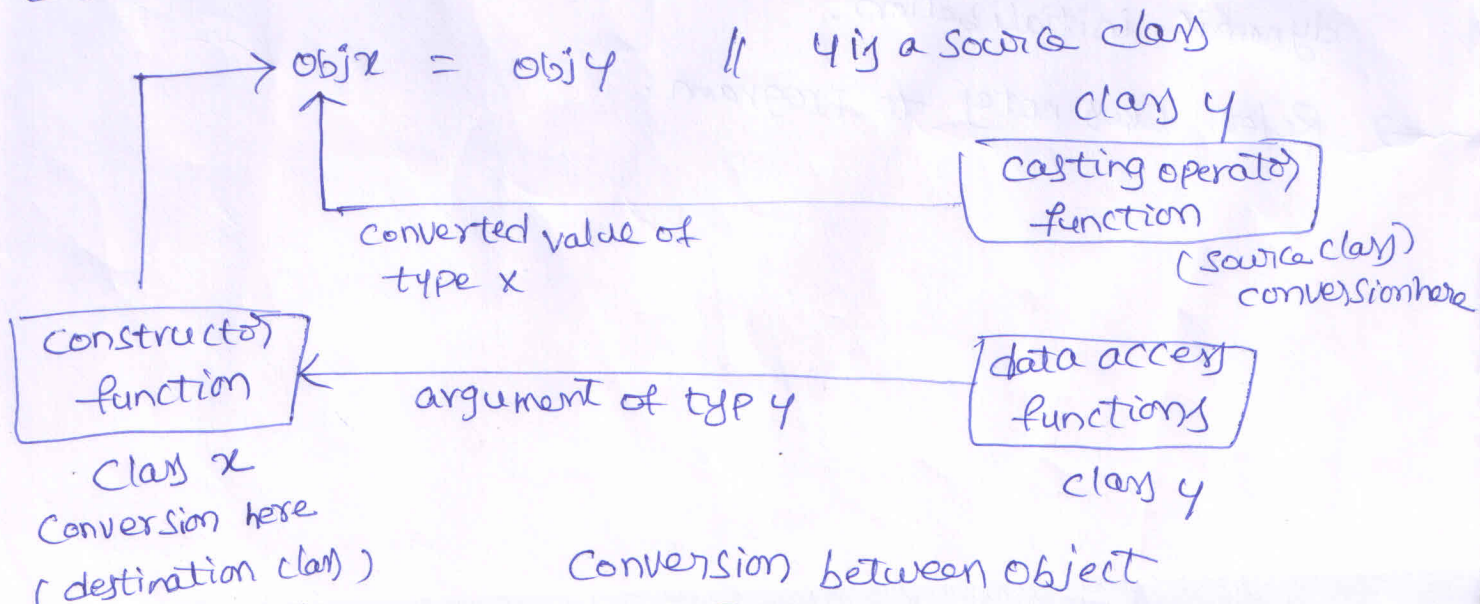 objx = objy // y is a source class
class y
casting operator
function
(source class)
conversion here
converted value of
type x
constructor
function
argument of typ y
data access
functions
class x
conversion here
(destination class)
class y
Conversion between object